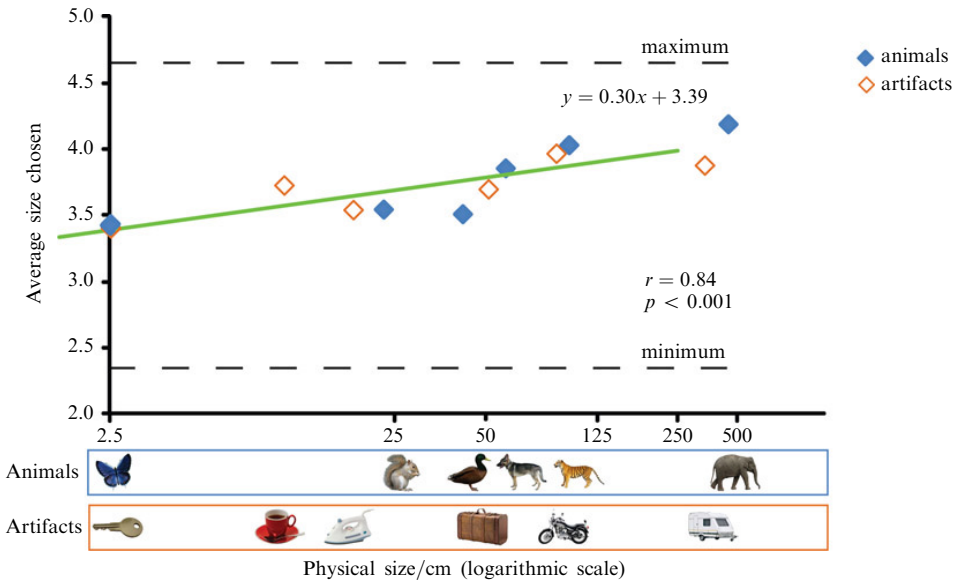 5.0
4.5
4.0
3.5
3.0
2.5
2.0
Average size chosen
maximum
y = 0.30x + 3.39
r = 0.84
p < 0.001
minimum
animals
artifacts
2.5 25 50 125 250 500
Animals
Artifacts
Physical size/cm (logarithmic scale)